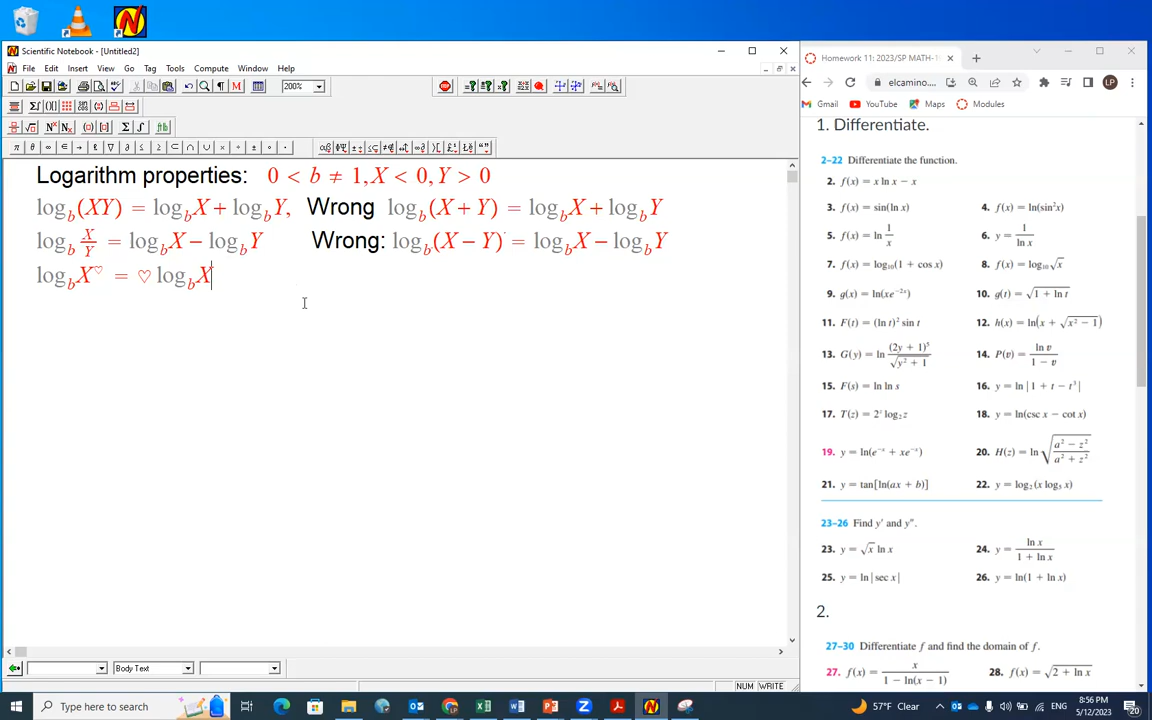 Scientific Notebook - [Untitled2]
File Edit Insert View Go Tag Tools Compute Window Help
200%
Logarithm properties: 0 < b ≠ 1, X < 0, Y > 0
log_b(XY) = log_b X + log_b Y, Wrong log_b(X + Y) = log_b X + log_b Y
log_b X/Y = log_b X − log_b Y Wrong: log_b(X − Y) = log_b X − log_b Y
log_b X^♡ = ♡ log_b X
Body Text
NUM WRITE
Homework 11: 2023/SP MATH-1
elcamino....
LP
Gmail YouTube Maps Modules
1. Differentiate.
2–22 Differentiate the function.
2. f(x) = x ln x − x
3. f(x) = sin(ln x) 4. f(x) = ln(sin²x)
5. f(x) = ln 1/x 6. y = 1/ln x
7. f(x) = log₁₀(1 + cos x) 8. f(x) = log₁₀√x
9. g(x) = ln(xe^−2x) 10. g(t) = √(1 + ln t)
11. F(t) = (ln t)² sin t 12. h(x) = ln(x + √(x² − 1))
13. G(y) = ln (2y + 1)⁵/√(y² + 1) 14. P(v) = ln v/(1 − v)
15. F(s) = ln ln s 16. y = ln | 1 + t − t³ |
17. T(z) = 2^z log₂z 18. y = ln(csc x − cot x)
19. y = ln(e^−x + xe^−x) 20. H(z) = ln √((a² − z²)/(a² + z²))
21. y = tan[ln(ax + b)] 22. y = log₂(x log₅ x)
23–26 Find y′ and y″.
23. y = √x ln x 24. y = ln x/(1 + ln x)
25. y = ln | sec x | 26. y = ln(1 + ln x)
2.
27–30 Differentiate f and find the domain of f.
27. f(x) = x/(1 − ln(x − 1)) 28. f(x) = √(2 + ln x)
Type here to search
57°F Clear
8:56 PM
5/12/2023
20